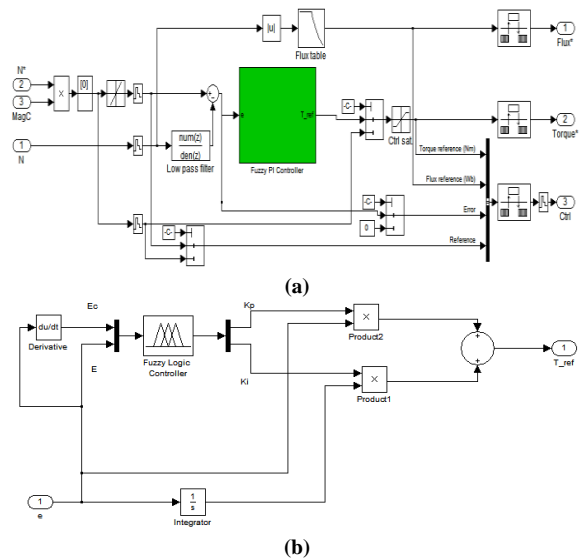 |u|
Flux table
1
Flux*
N*
2
MagC
3
×
[0]
1
N
num(z)
den(z)
Low pass filter
e
T_ref
Fuzzy PI Controller
-C-
Ctrl sat.
2
Torque*
Torque reference(Nm)
Flux reference (Wb)
-C-
0
Error
3
Ctrl
-C-
Reference
(a)
Ec
du/dt
Derivative
E
Fuzzy Logic
Controller
Kp
Ki
×
Product2
×
Product1
+
+
1
T_ref
1
e
1
s
Integrator
(b)